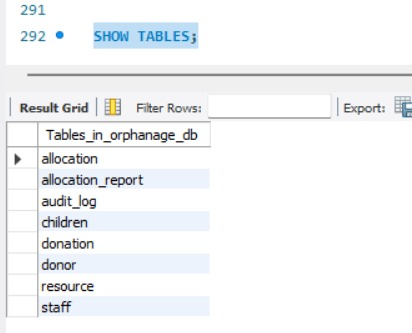 291
292 SHOW TABLES;
Result Grid Filter Rows: Export:
Tables_in_orphanage_db
allocation
allocation_report
audit_log
children
donation
donor
resource
staff